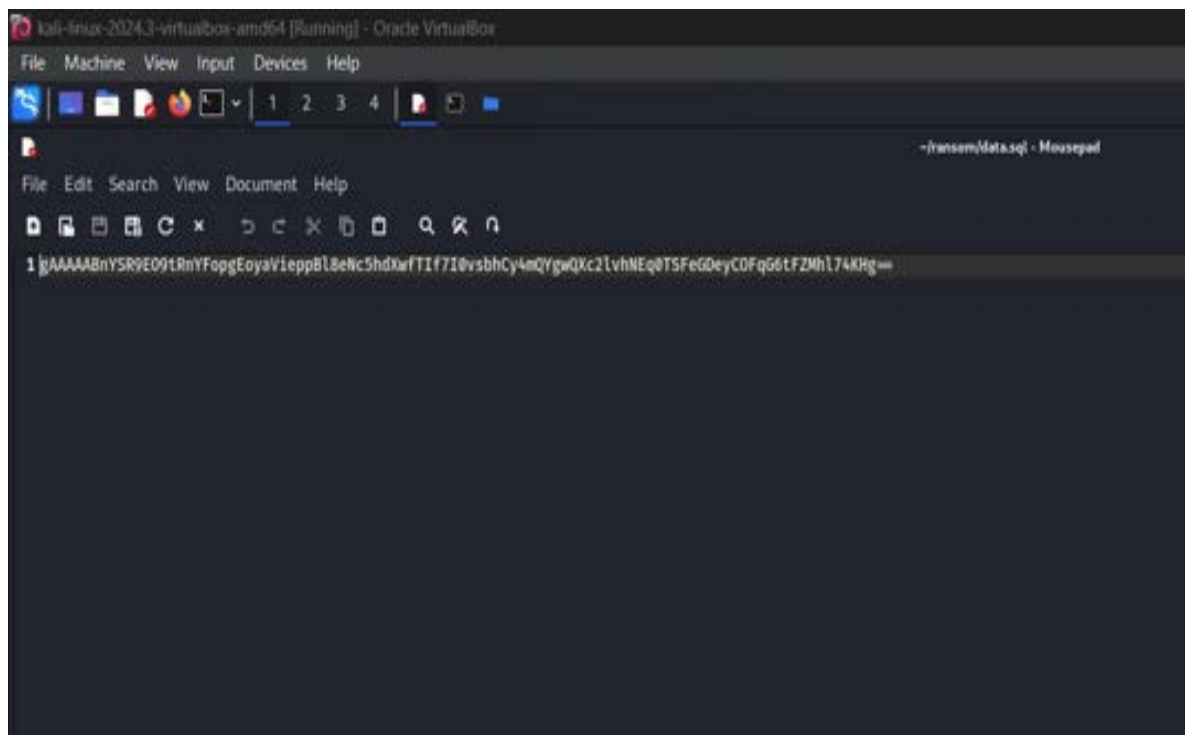 kali-linux-2024.3-virtualbox-amd64 [Running] - Oracle VirtualBox
File Machine View Input Devices Help
1 2 3 4
~/ransom/data.sql - Mousepad
File Edit Search View Document Help
1 gAAAAABnYSR9EO9tRnYFopgEoyaVieppBl8eNc5hdXwfTIf7I0vsbhCy4mQYgwQXc2lvhNEq0TSFeGDeyCOFqG6tFZMhl74KHg==